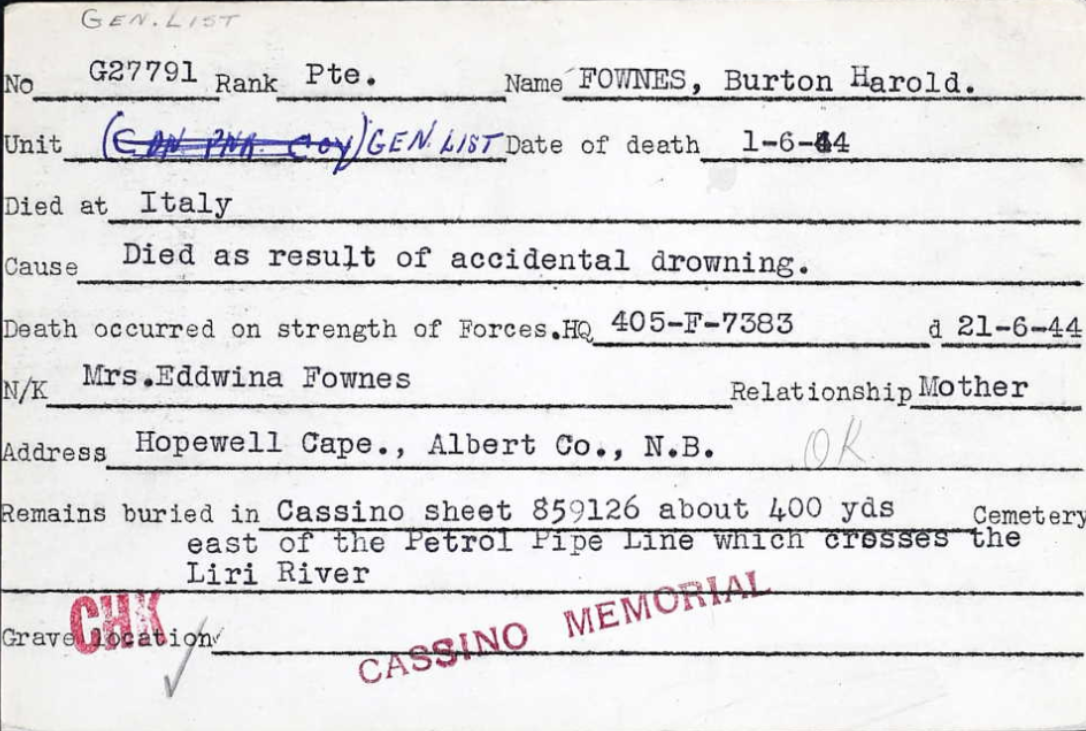 GEN. LIST
No G27791 Rank Pte. Name FOWNES, Burton Harold.
Unit (CAN PNR. COY) GEN. LIST Date of death 1-6-44
Died at Italy
Cause Died as result of accidental drowning.
Death occurred on strength of Forces. HQ 405-F-7383 d 21-6-44
N/K Mrs.Eddwina Fownes Relationship Mother
Address Hopewell Cape., Albert Co., N.B. OK
Remains buried in Cassino sheet 859126 about 400 yds Cemetery
east of the Petrol Pipe Line which crosses the
Liri River
CHK
Grave location
CASSINO MEMORIAL